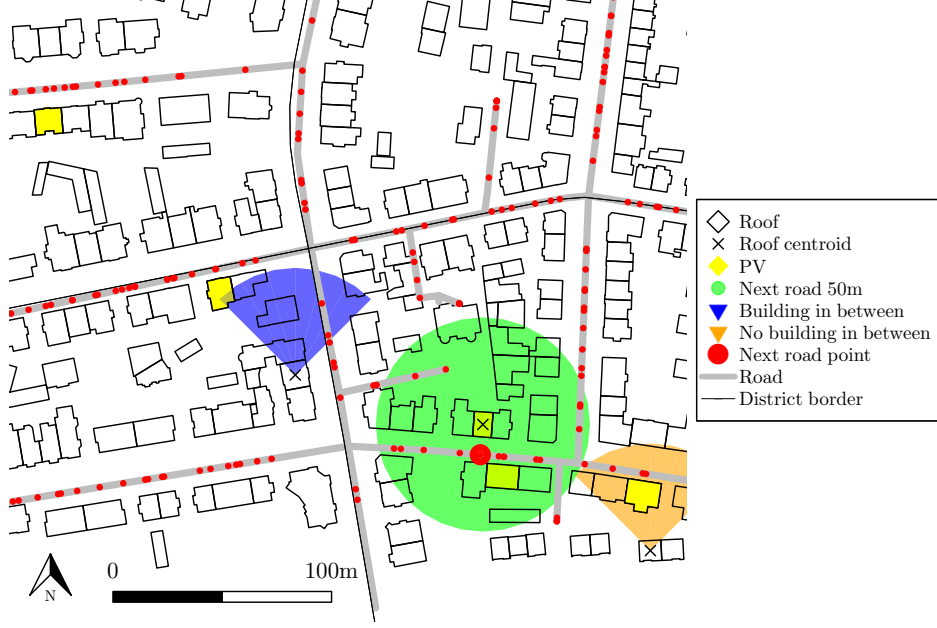 Roof
Roof centroid
PV
Next road 50m
Building in between
No building in between
Next road point
Road
District border
N
0 100m